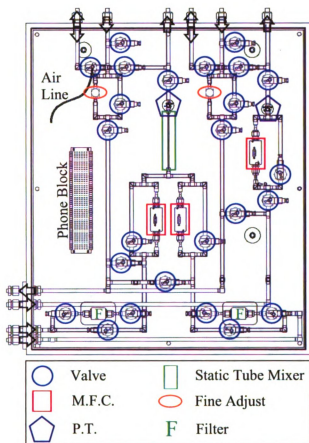 Air
Line
Phone Block
F
F
Valve
Static Tube Mixer
M.F.C.
Fine Adjust
P.T.
F
Filter